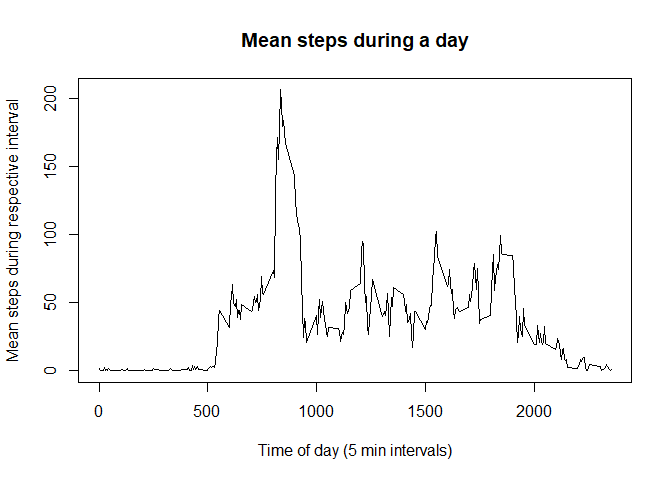 Mean steps during a day
Mean steps during respective interval
200
150
100
50
0
0 500 1000 1500 2000
Time of day (5 min intervals)